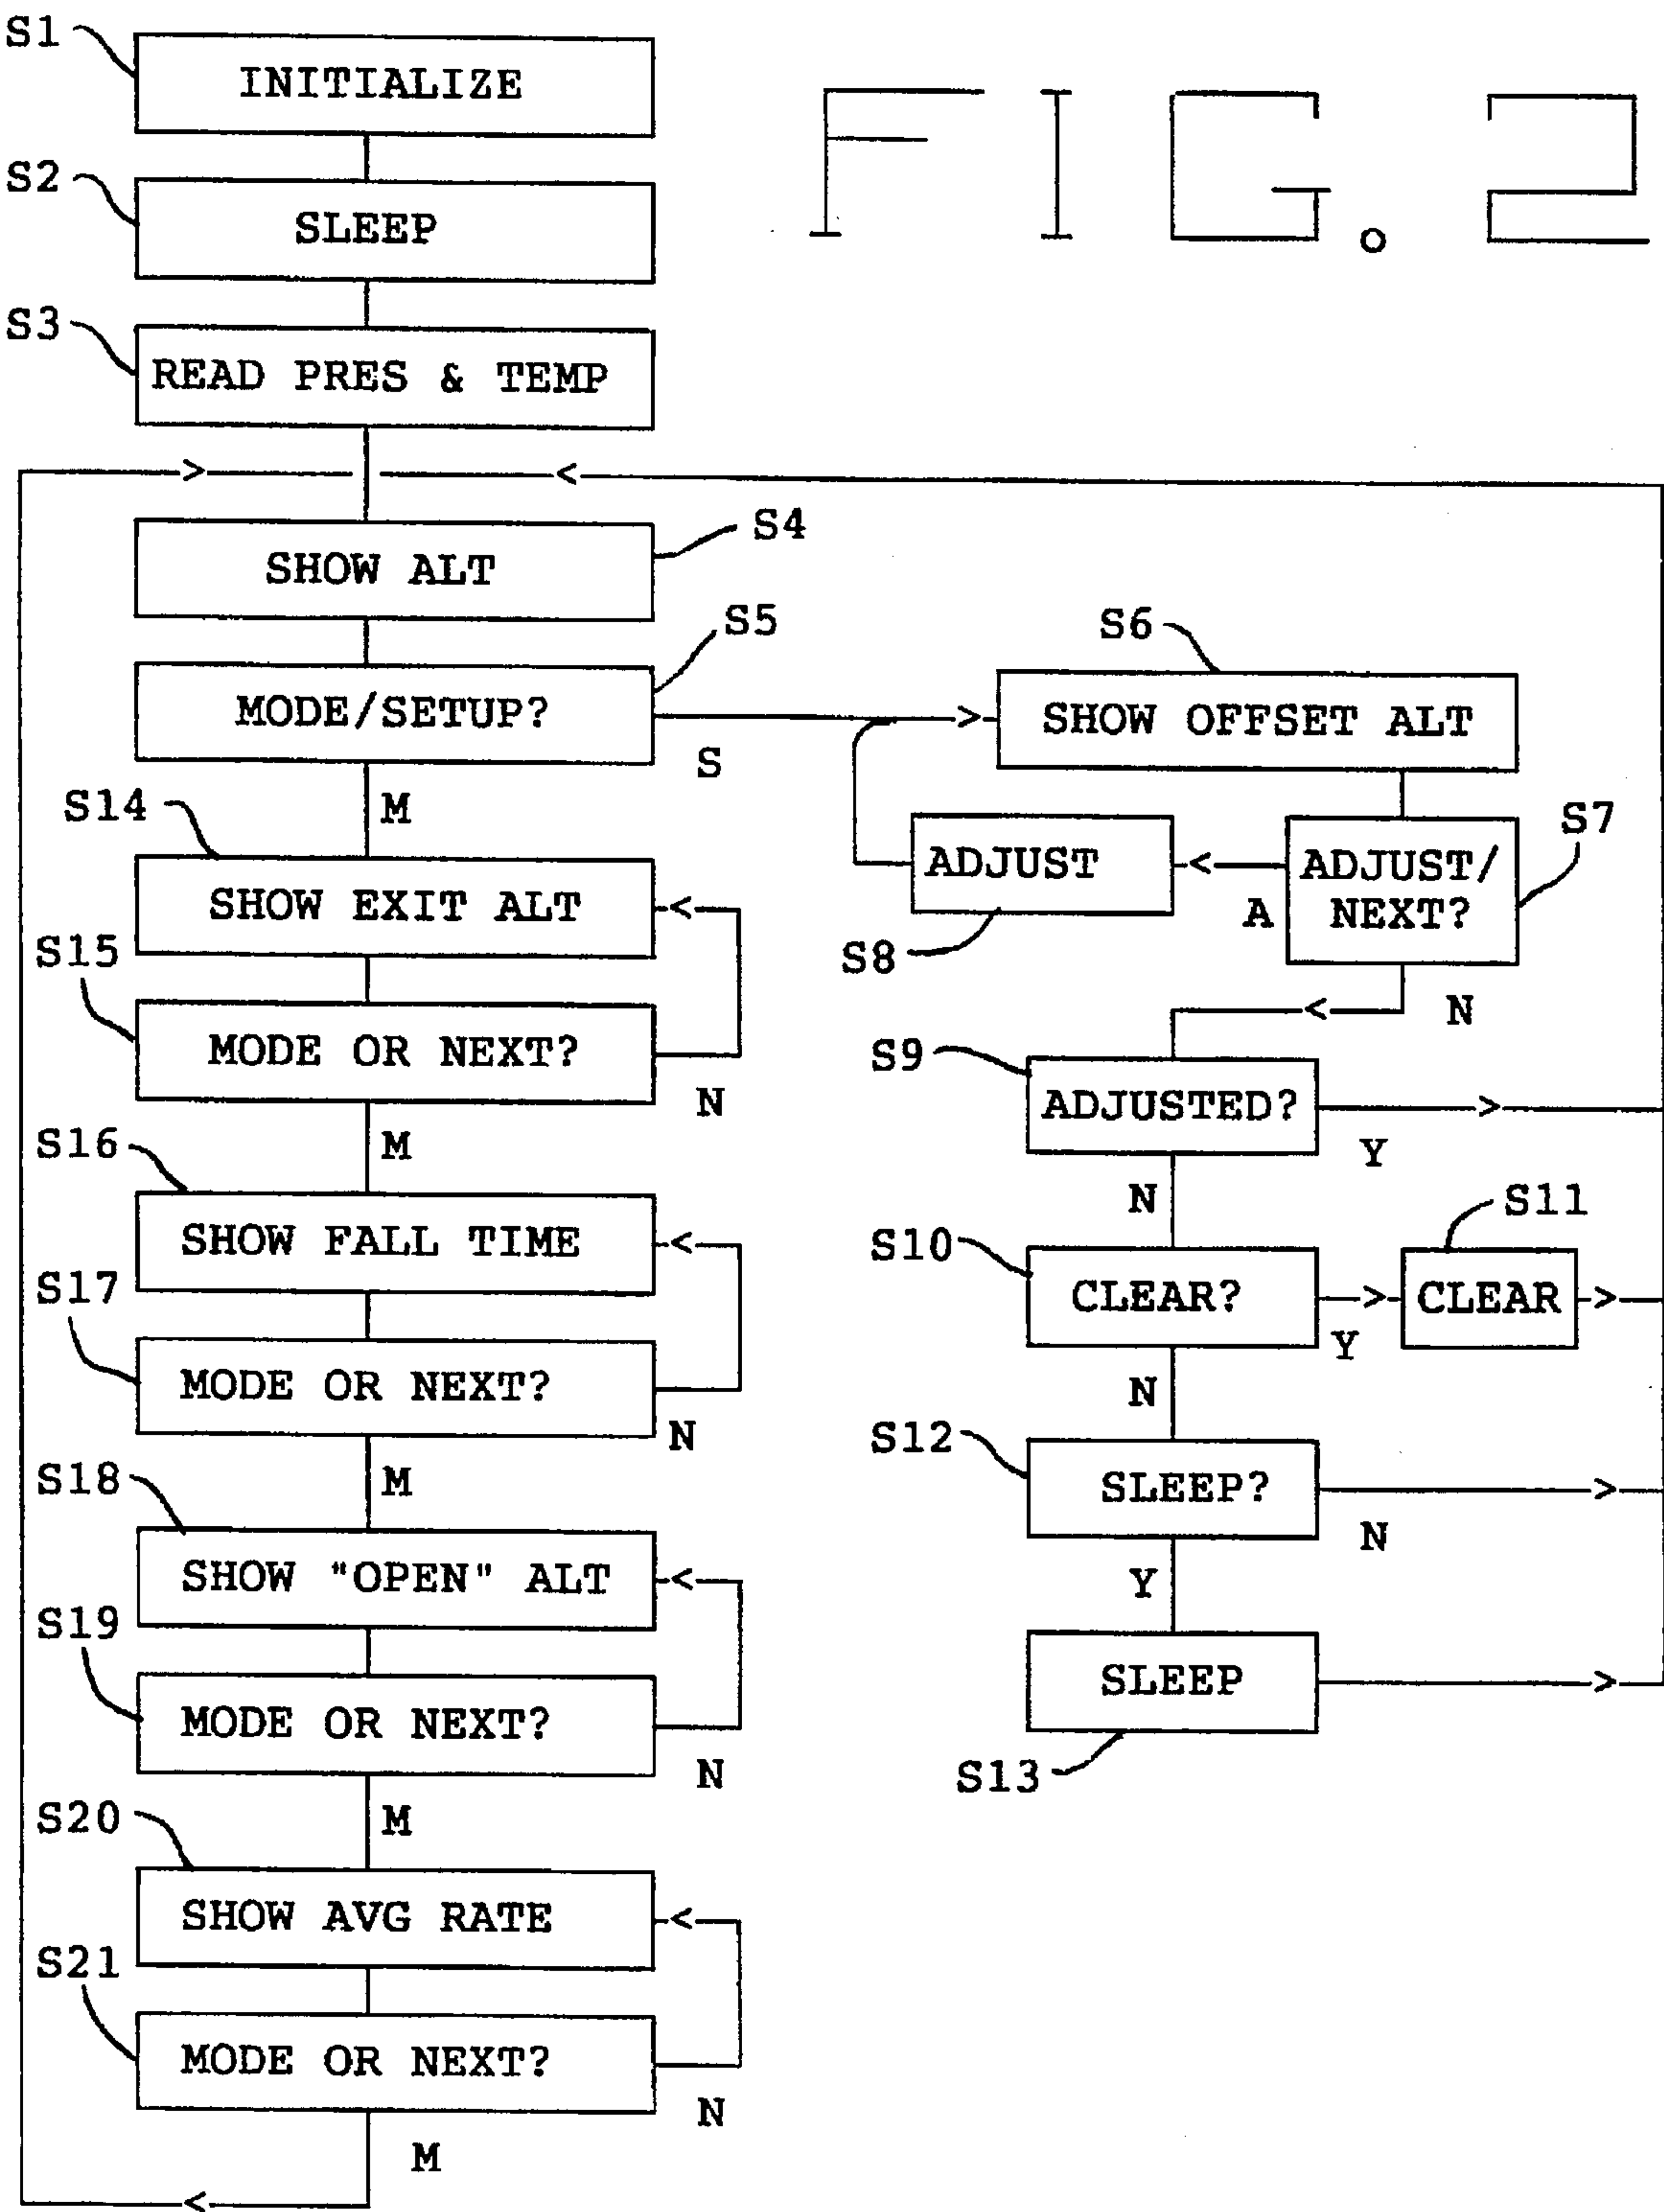 FIG. 2
S1
INITIALIZE
S2
SLEEP
S3
READ PRES & TEMP
S4
SHOW ALT
S5
MODE/SETUP?
S
M
S6
SHOW OFFSET ALT
S7
ADJUST/
NEXT?
A
N
S8
ADJUST
S9
ADJUSTED?
Y
N
S10
CLEAR?
Y
N
S11
CLEAR
S12
SLEEP?
N
Y
S13
SLEEP
S14
SHOW EXIT ALT
S15
MODE OR NEXT?
N
M
S16
SHOW FALL TIME
S17
MODE OR NEXT?
N
M
S18
SHOW "OPEN" ALT
S19
MODE OR NEXT?
N
M
S20
SHOW AVG RATE
S21
MODE OR NEXT?
N
M